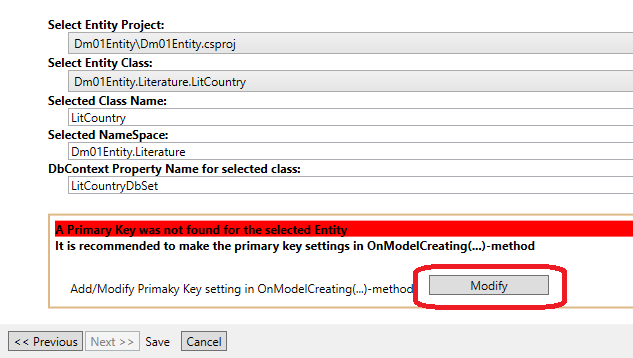 Select Entity Project:
Dm01Entity\Dm01Entity.csproj
Select Entity Class:
Dm01Entity.Literature.LitCountry
Selected Class Name:
LitCountry
Selected NameSpace:
Dm01Entity.Literature
DbContext Property Name for selected class:
LitCountryDbSet
A Primary Key was not found for the selected Entity
It is recommended to make the primary key settings in OnModelCreating(...)-method
Add/Modify Primaky Key setting in OnModelCreating(...)-method Modify
<< Previous Next >> Save Cancel